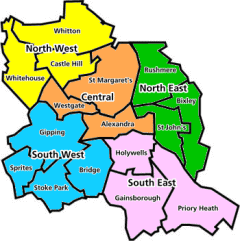 Whitton
North West
Castle Hill
Whitehouse
St Margaret's
Rushmere
North East
Central
Bixley
Westgate
Alexandra
St John's
Gipping
Holywells
South West
Sprites
Bridge
South East
Stoke Park
Gainsborough
Priory Heath